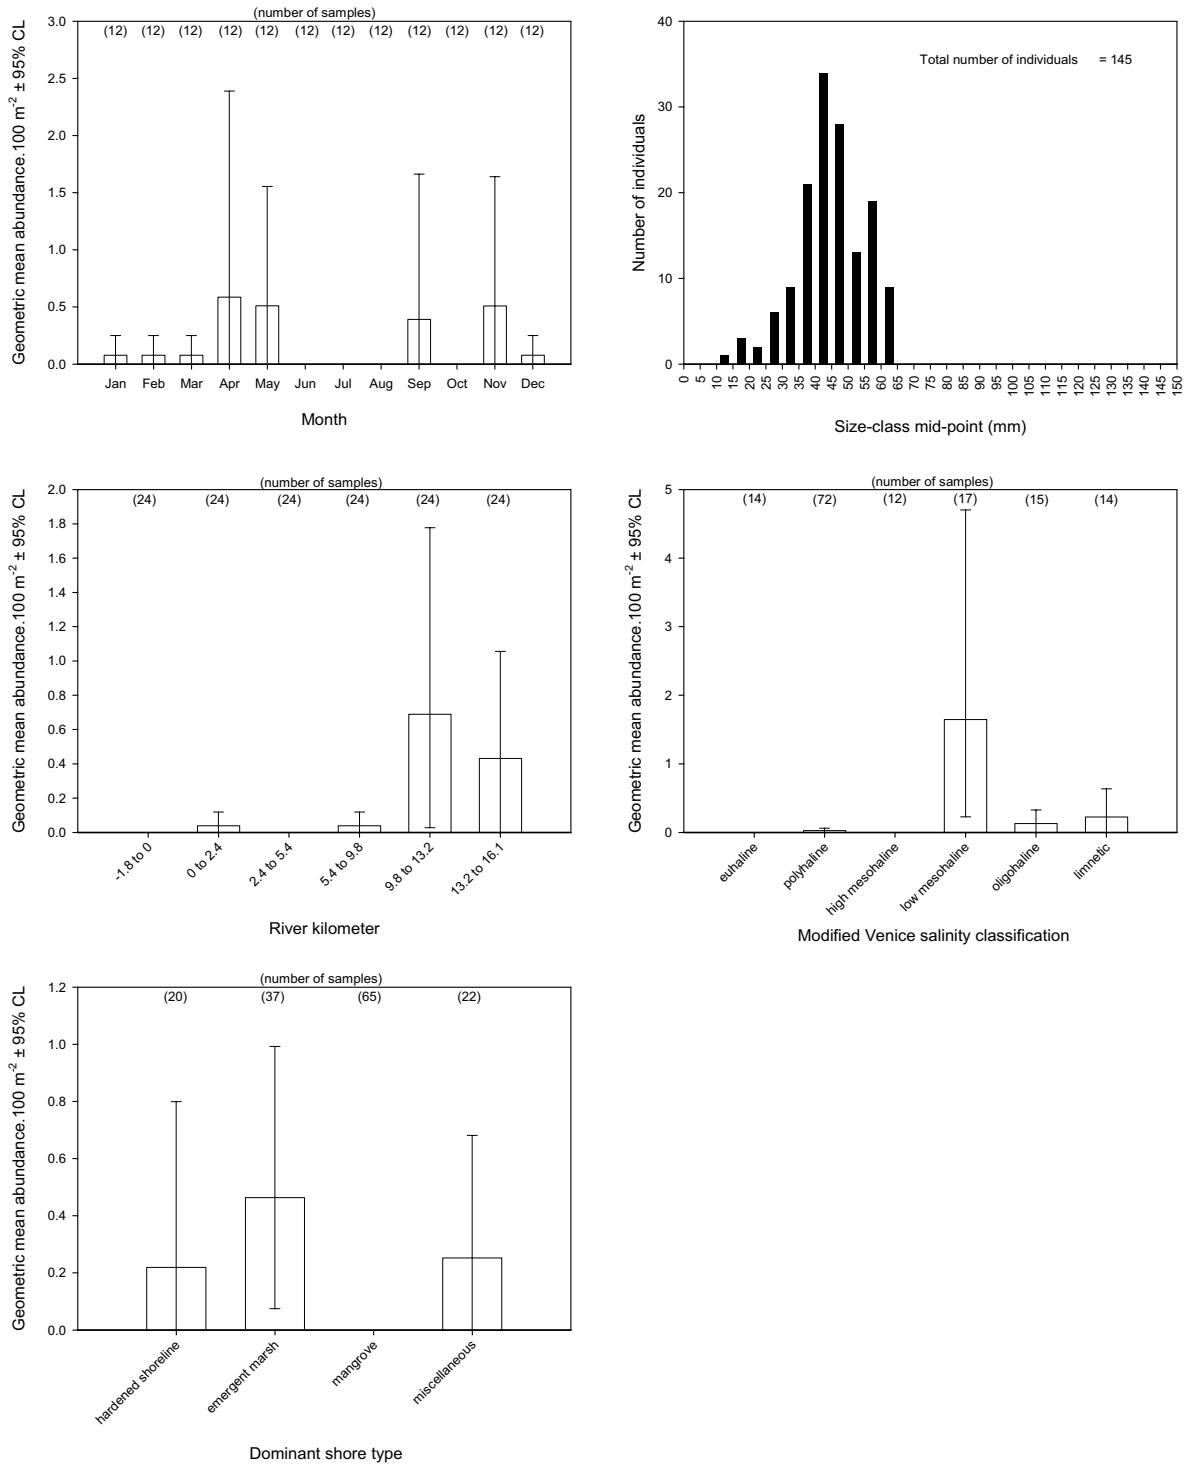 (number of samples)
(12) (12) (12) (12) (12) (12) (12) (12) (12) (12) (12) (12)
Geometric mean abundance.100 m-2 ± 95% CL
3.0
2.5
2.0
1.5
1.0
0.5
0.0
Jan Feb Mar Apr May Jun Jul Aug Sep Oct Nov Dec
Month
Total number of individuals = 145
Number of individuals
40
30
20
10
0
0 5 10 15 20 25 30 35 40 45 50 55 60 65 70 75 80 85 90 95 100 105 110 115 120 125 130 135 140 145 150
Size-class mid-point (mm)
(number of samples)
(24) (24) (24) (24) (24) (24)
Geometric mean abundance.100 m-2 ± 95% CL
2.0
1.8
1.6
1.4
1.2
1.0
0.8
0.6
0.4
0.2
0.0
-1.8 to 0
0 to 2.4
2.4 to 5.4
5.4 to 9.8
9.8 to 13.2
13.2 to 16.1
River kilometer
(number of samples)
(14) (72) (12) (17) (15) (14)
Geometric mean abundance.100 m-2 ± 95% CL
5
4
3
2
1
0
euhaline
polyhaline
high mesohaline
low mesohaline
oligohaline
limnetic
Modified Venice salinity classification
(number of samples)
(20) (37) (65) (22)
Geometric mean abundance.100 m-2 ± 95% CL
1.2
1.0
0.8
0.6
0.4
0.2
0.0
hardened shoreline
emergent marsh
mangrove
miscellaneous
Dominant shore type